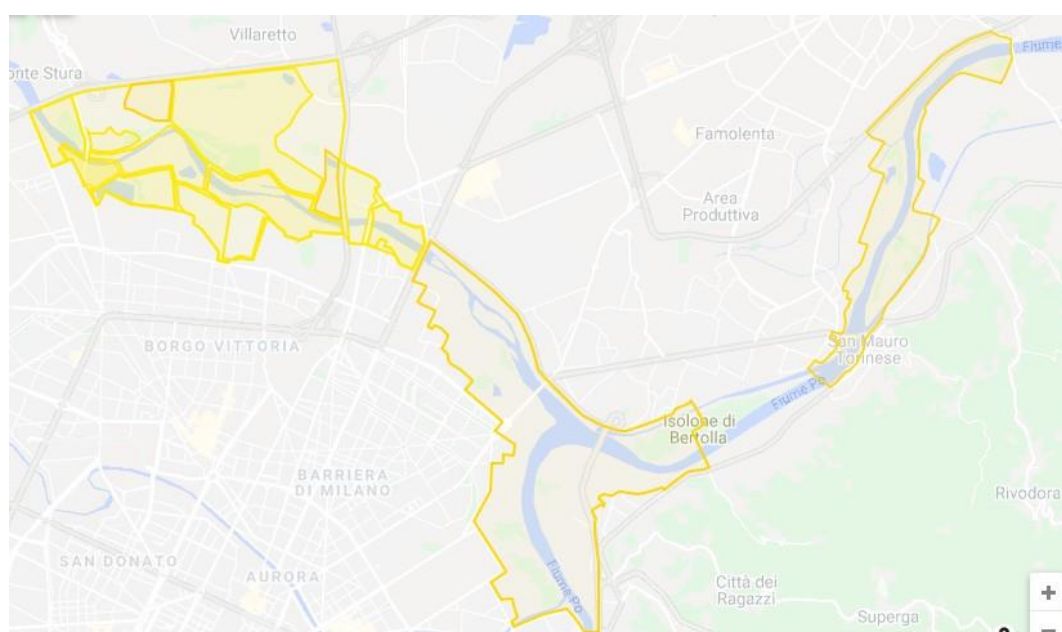 Villaretto
onte Stura
Fiume
Famolenta
Area
Produttiva
BORGO VITTORIA
San Mauro
Torinese
Fiume Po
Isolone di
Bertolla
BARRIERA
DI MILANO
Rivodora
SAN DONATO
AURORA
Fiume Po
Città dei
Ragazzi
Superga
+
−